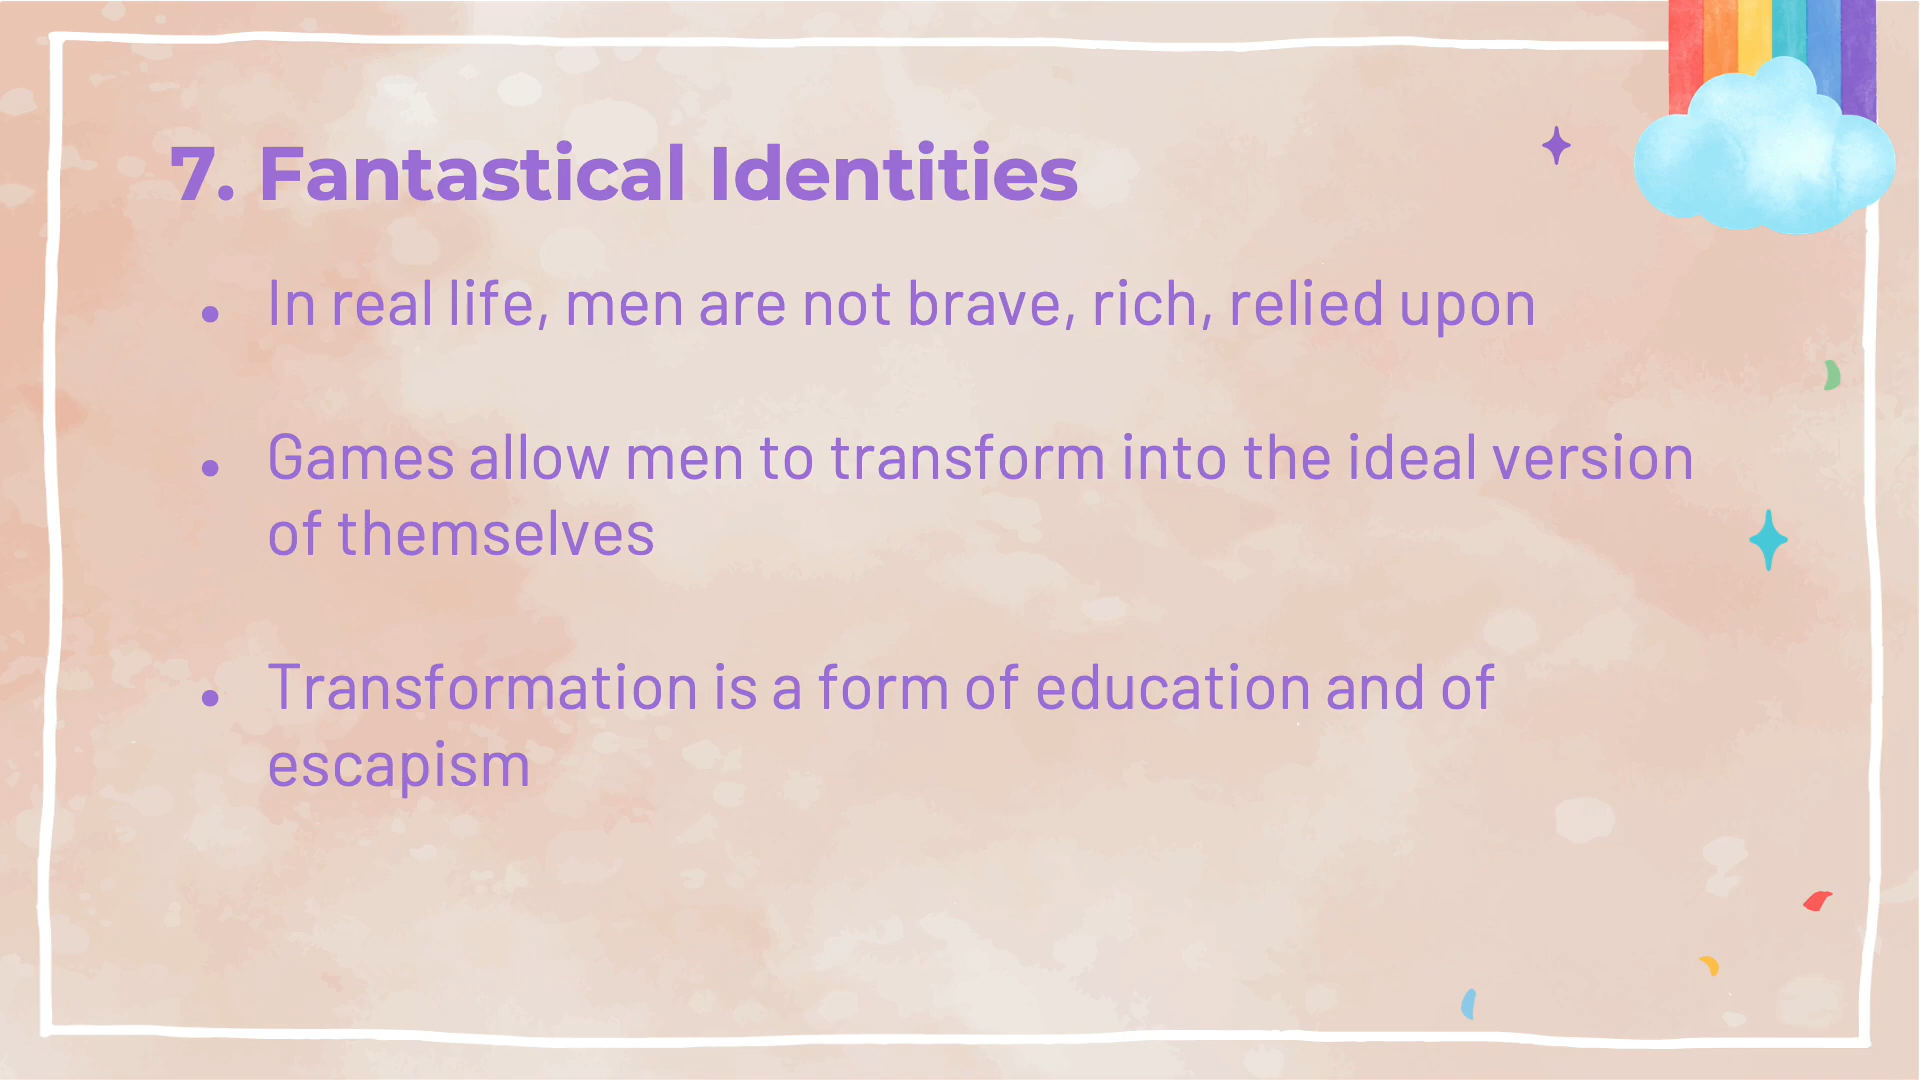 7. Fantastical Identities
• In real life, men are not brave, rich, relied upon
• Games allow men to transform into the ideal version
of themselves
• Transformation is a form of education and of
escapism